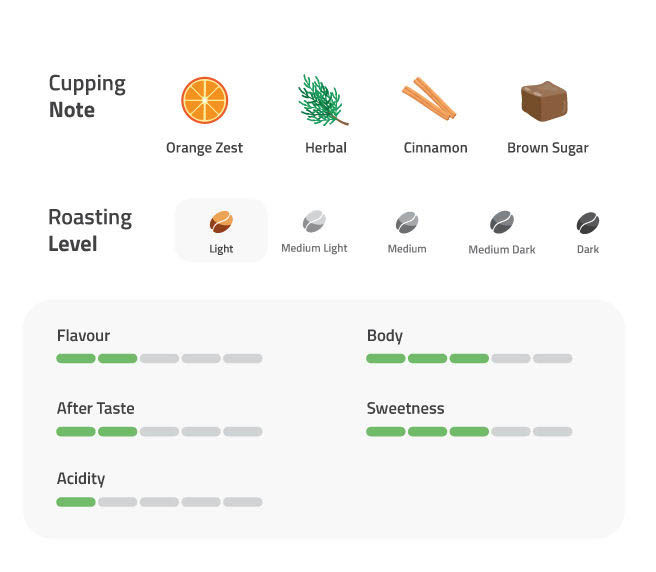 Cupping
Note
Orange Zest
Herbal
Cinnamon
Brown Sugar
Roasting
Level
Light
Medium Light
Medium
Medium Dark
Dark
Flavour
Body
After Taste
Sweetness
Acidity